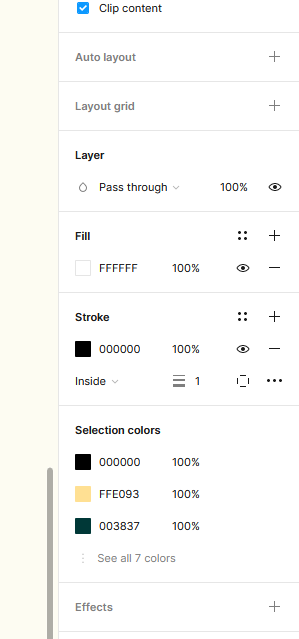 Clip content
Auto layout
Layout grid
Layer
Pass through 100%
Fill
FFFFFF 100%
Stroke
000000 100%
Inside 1
Selection colors
000000 100%
FFE093 100%
003837 100%
See all 7 colors
Effects